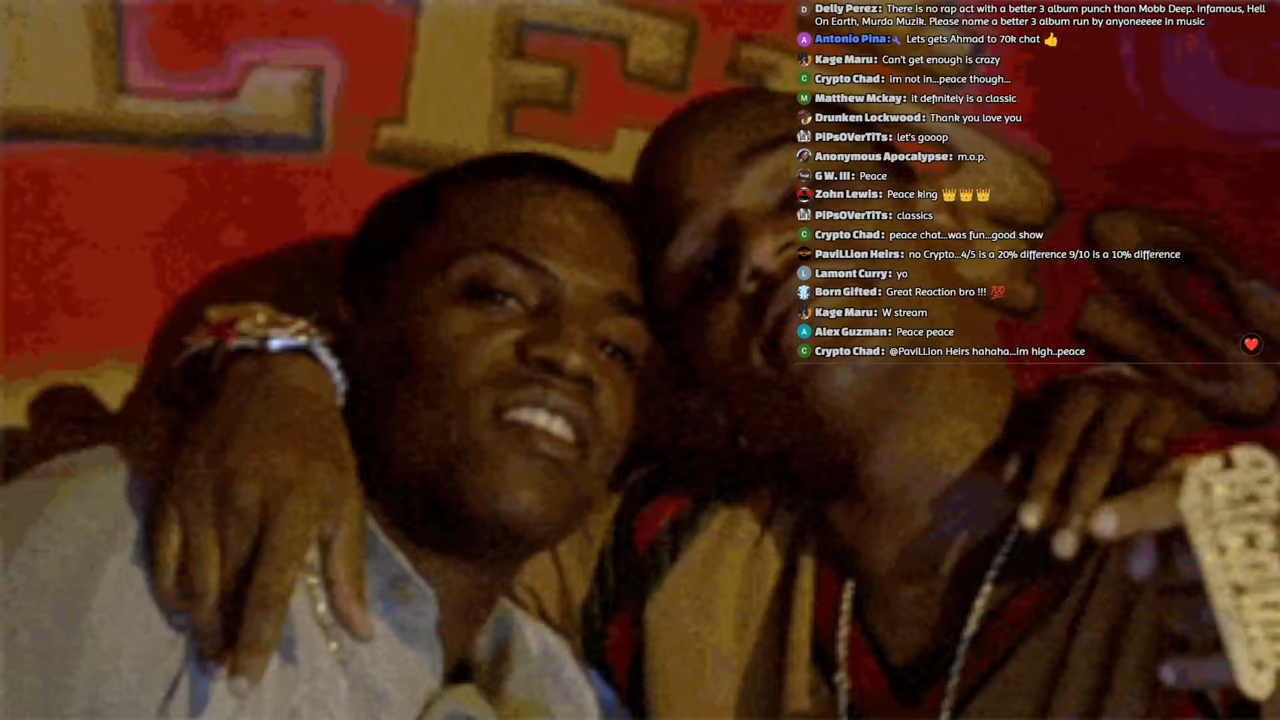 LE
D Delly Perez: There is no rap act with a better 3 album punch than Mobb Deep. Infamous, Hell
On Earth, Murda Muzik. Please name a better 3 album run by anyoneeeee in music
A Antonio Pina: Lets gets Ahmad to 70k chat 👍
Kage Maru: Can't get enough is crazy
C Crypto Chad: im not in...peace though...
M Matthew Mckay: it definitely is a classic
Drunken Lockwood: Thank you love you
PiPsOVerTiTs: let's gooop
Anonymous Apocalypse: m.o.p.
G W. III: Peace
Zohn Lewis: Peace king 👑 👑 👑
PiPsOVerTiTs: classics
C Crypto Chad: peace chat...was fun...good show
PaviLLion Heirs: no Crypto...4/5 is a 20% difference 9/10 is a 10% difference
L Lamont Curry: yo
Born Gifted: Great Reaction bro !!! 💯
Kage Maru: W stream
A Alex Guzman: Peace peace
C Crypto Chad: @PaviLLion Heirs hahaha...im high..peace